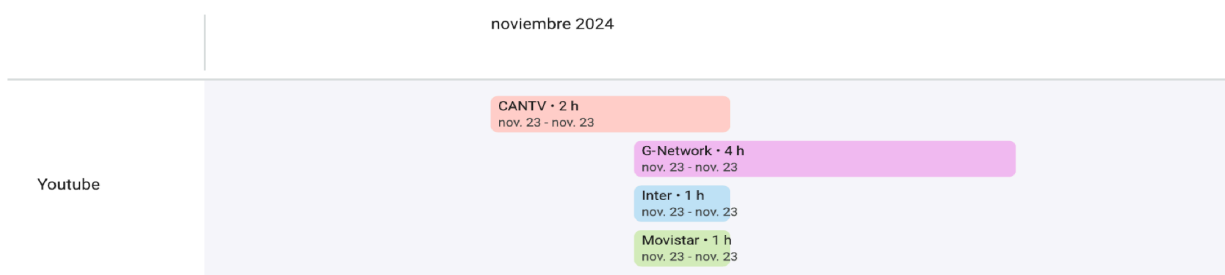 noviembre 2024
CANTV • 2 h
nov. 23 - nov. 23
G-Network • 4 h
nov. 23 - nov. 23
Youtube
Inter • 1 h
nov. 23 - nov. 23
Movistar • 1 h
nov. 23 - nov. 23